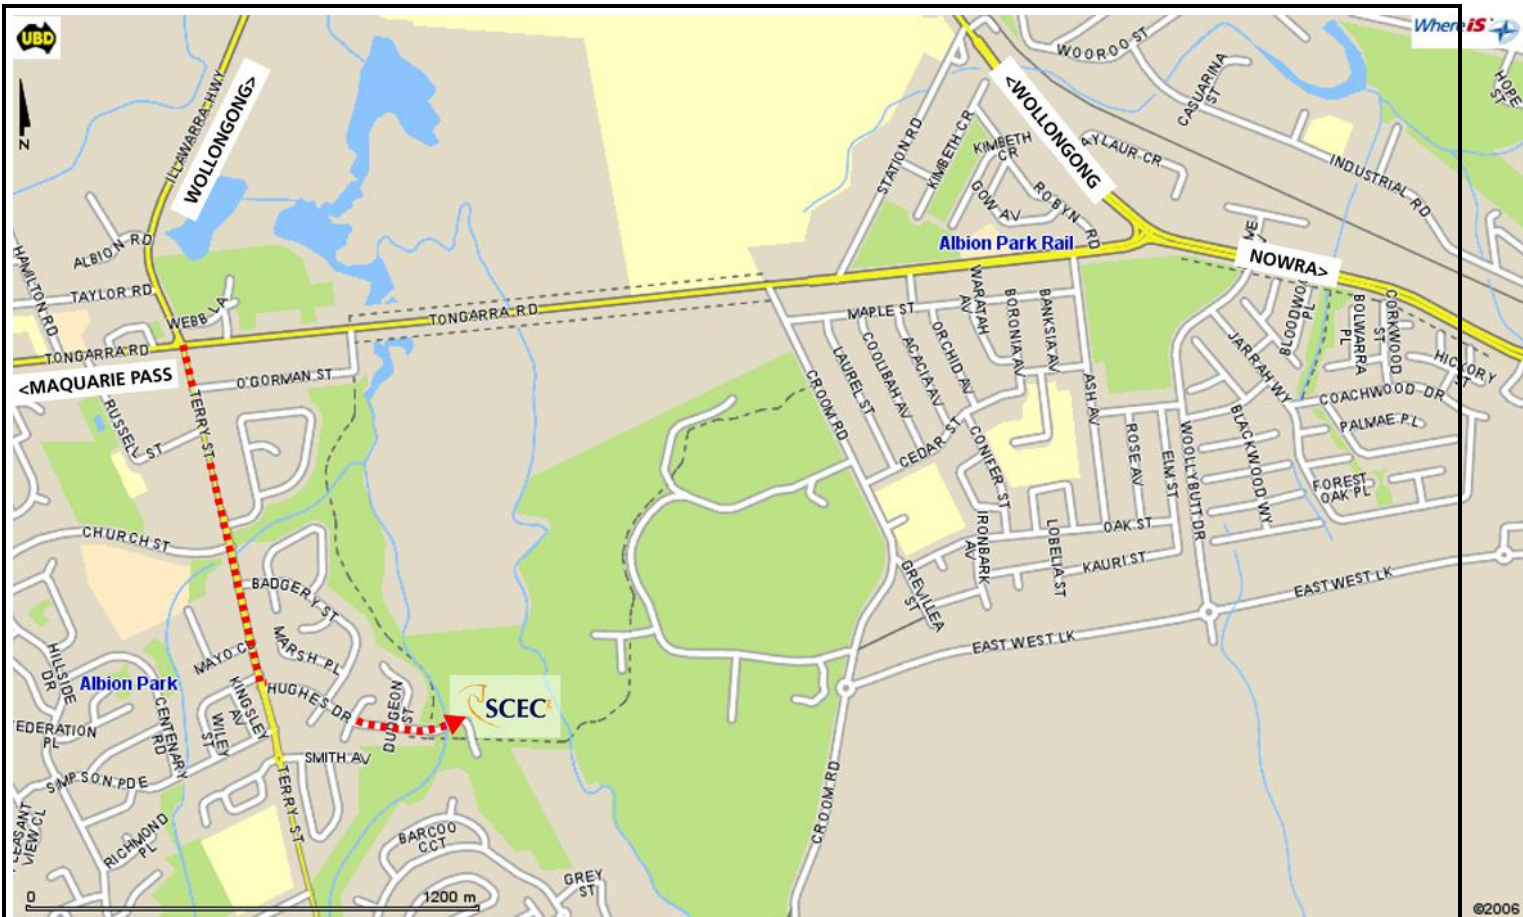 UBD
WhereiS
N
ILLAWARRA HWY
WOLLONGONG>
<WOLLONGONG
WOOROO ST
CASUARINA
ST
HOPE
ST
STATION RD
KIMBETH CR
KIMBETH
CR
AYLAUR CR
INDUSTRIAL RD
GOW AV
ROBYN RD
Albion Park Rail
NOWRA>
ALBION RD
HAMILTON RD
TAYLOR RD
WEBB LA
TONGARRA RD
TONGARRA RD
<MAQUARIE PASS
O'GORMAN ST
RUSSELL ST
TERRY ST
MAPLE ST
WARATAH
AV
BORONIA AV
BANKSIA AV
ORCHID AV
ACACIA AV
COOLIBAH AV
LAUREL ST
CROOM RD
CEDAR ST
CONIFER ST
ASH AV
ROSE AV
ELM ST
WOOLLYBUTT DR
JARRAH WY
BLACKWOOD WY
PL
BOLWARRA
PL
CORKWOOD
ST
HICKORY
ST
COACHWOOD DR
PALMAE PL
FOREST
OAK PL
IRONBARK
AV
LOBELIA ST
OAK ST
KAURI ST
GREVILLEA
ST
EAST WEST LK
EAST WEST LK
CHURCH ST
BADGERY ST
MARSH PL
HILLSIDE
DR
Albion Park
CENTENARY
RD
WILEY
ST
KINGSLEY
AV
HUGHES DR
DUDGEON
ST
SCEC
SMITH AV
SIMPSON PDE
TERRY ST
RICHMOND
PL
VIEW CL
BARCOO
CCT
GREY
ST
CROOM RD
0
1200 m
©2006